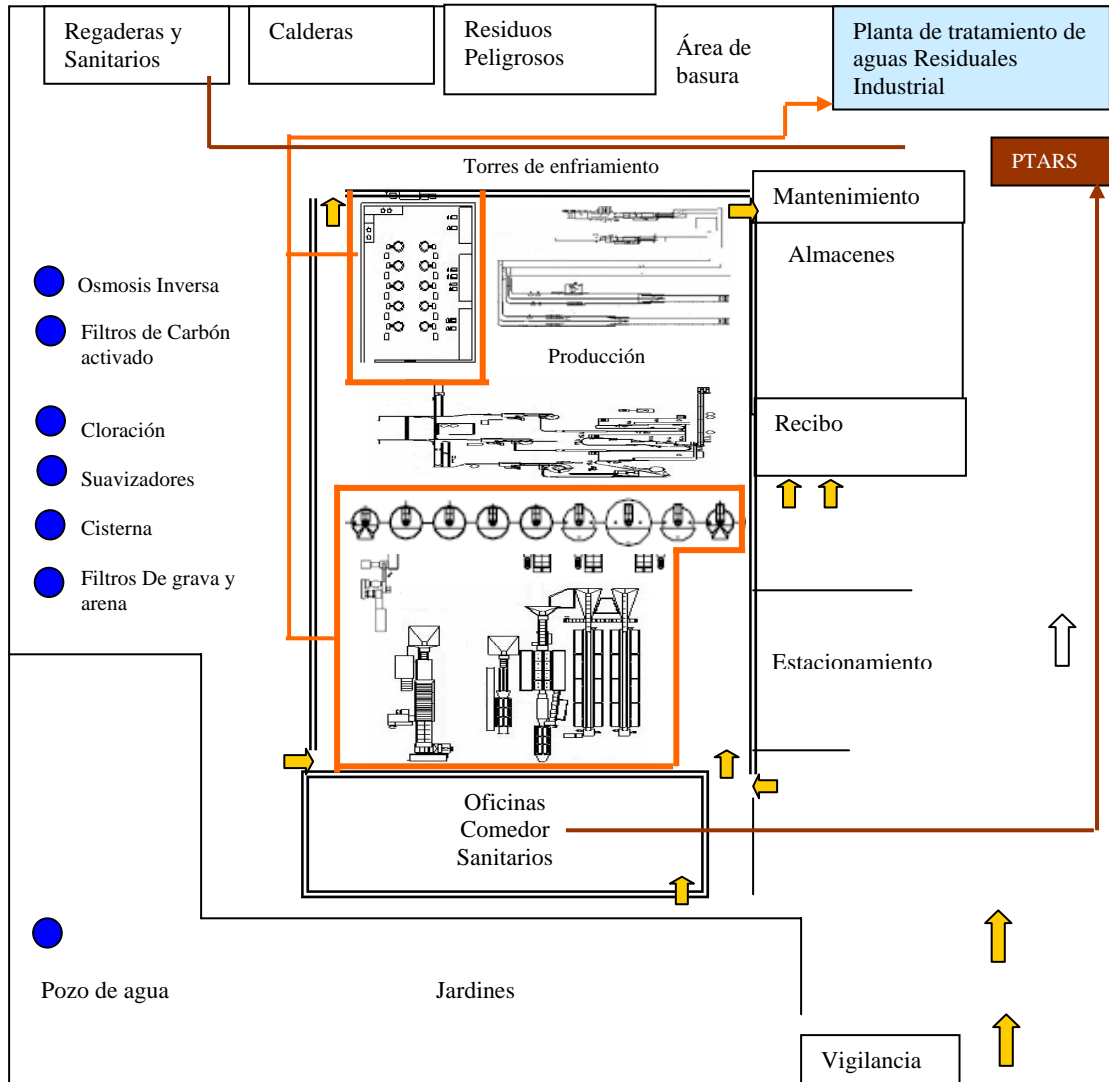 Regaderas y
Sanitarios
Calderas
Residuos
Peligrosos
Área de
basura
Planta de tratamiento de
aguas Residuales
Industrial
PTARS
Torres de enfriamiento
Mantenimiento
Almacenes
Osmosis Inversa
Filtros de Carbón
activado
Producción
Cloración
Recibo
Suavizadores
Cisterna
Filtros De grava y
arena
Estacionamiento
Oficinas
Comedor
Sanitarios
Pozo de agua
Jardines
Vigilancia